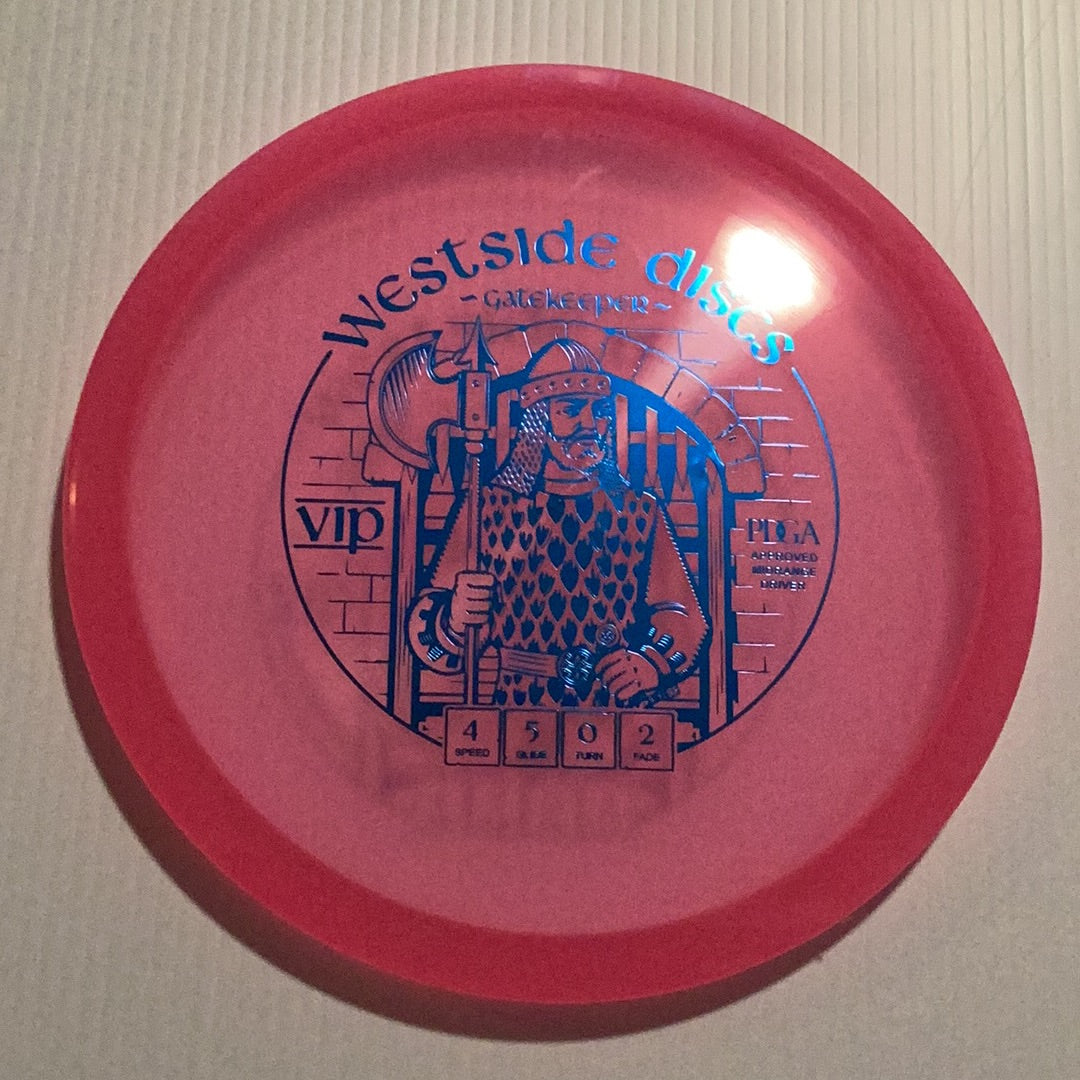 westside discs
~ Gatekeeper ~
VIP
PDGA
APPROVED
MIDRANGE
DRIVER
4 5 0 2
SPEED GLIDE TURN FADE